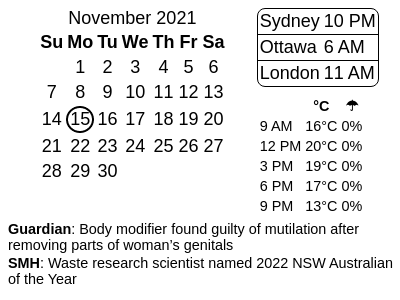 November 2021
Su Mo Tu We Th Fr Sa
1 2 3 4 5 6
7 8 9 10 11 12 13
14 15 16 17 18 19 20
21 22 23 24 25 26 27
28 29 30
Sydney 10 PM
Ottawa 6 AM
London 11 AM
°C ☂
9 AM 16°C 0%
12 PM 20°C 0%
3 PM 19°C 0%
6 PM 17°C 0%
9 PM 13°C 0%
Guardian: Body modifier found guilty of mutilation after
removing parts of woman’s genitals
SMH: Waste research scientist named 2022 NSW Australian
of the Year